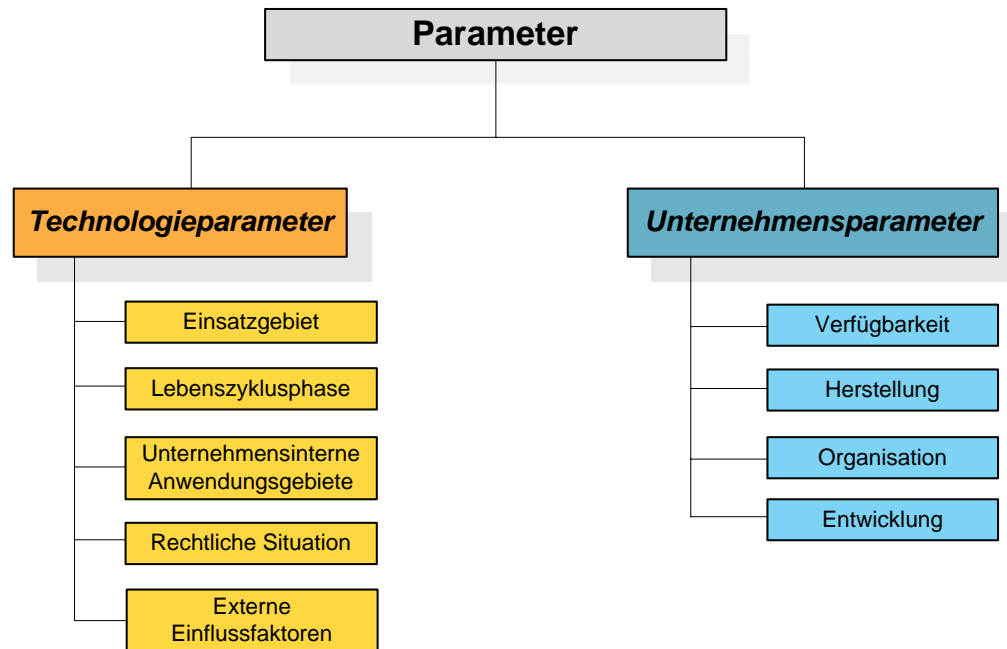 Parameter
Technologieparameter
Einsatzgebiet
Lebenszyklusphase
Unternehmensinterne
Anwendungsgebiete
Rechtliche Situation
Externe
Einflussfaktoren
Unternehmensparameter
Verfügbarkeit
Herstellung
Organisation
Entwicklung